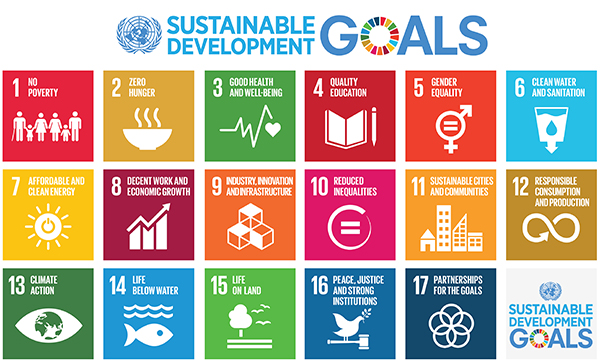 SUSTAINABLE
DEVELOPMENT
GOALS
1 NO
POVERTY
2 ZERO
HUNGER
3 GOOD HEALTH
AND WELL-BEING
4 QUALITY
EDUCATION
5 GENDER
EQUALITY
6 CLEAN WATER
AND SANITATION
7 AFFORDABLE AND
CLEAN ENERGY
8 DECENT WORK AND
ECONOMIC GROWTH
9 INDUSTRY, INNOVATION
AND INFRASTRUCTURE
10 REDUCED
INEQUALITIES
11 SUSTAINABLE CITIES
AND COMMUNITIES
12 RESPONSIBLE
CONSUMPTION
AND PRODUCTION
13 CLIMATE
ACTION
14 LIFE
BELOW WATER
15 LIFE
ON LAND
16 PEACE, JUSTICE
AND STRONG
INSTITUTIONS
17 PARTNERSHIPS
FOR THE GOALS
SUSTAINABLE
DEVELOPMENT
GOALS